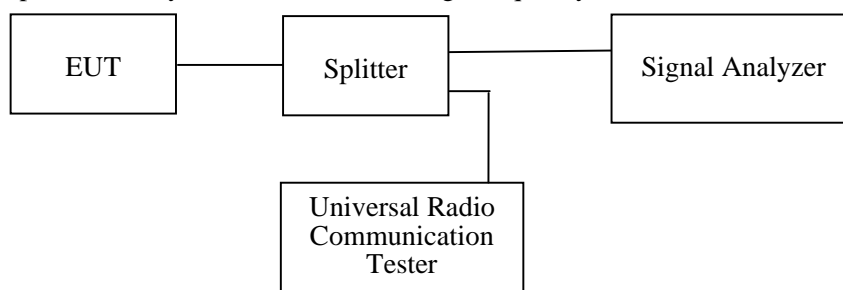 EUT
Splitter
Signal Analyzer
Universal Radio
Communication
Tester